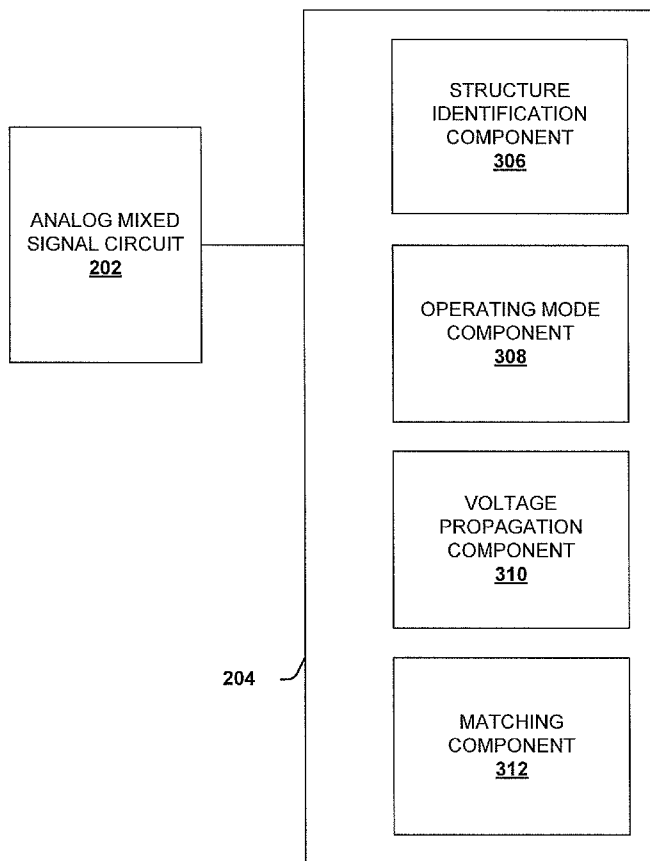 ANALOG MIXED
SIGNAL CIRCUIT
202
STRUCTURE
IDENTIFICATION
COMPONENT
306
OPERATING MODE
COMPONENT
308
VOLTAGE
PROPAGATION
COMPONENT
310
204
MATCHING
COMPONENT
312